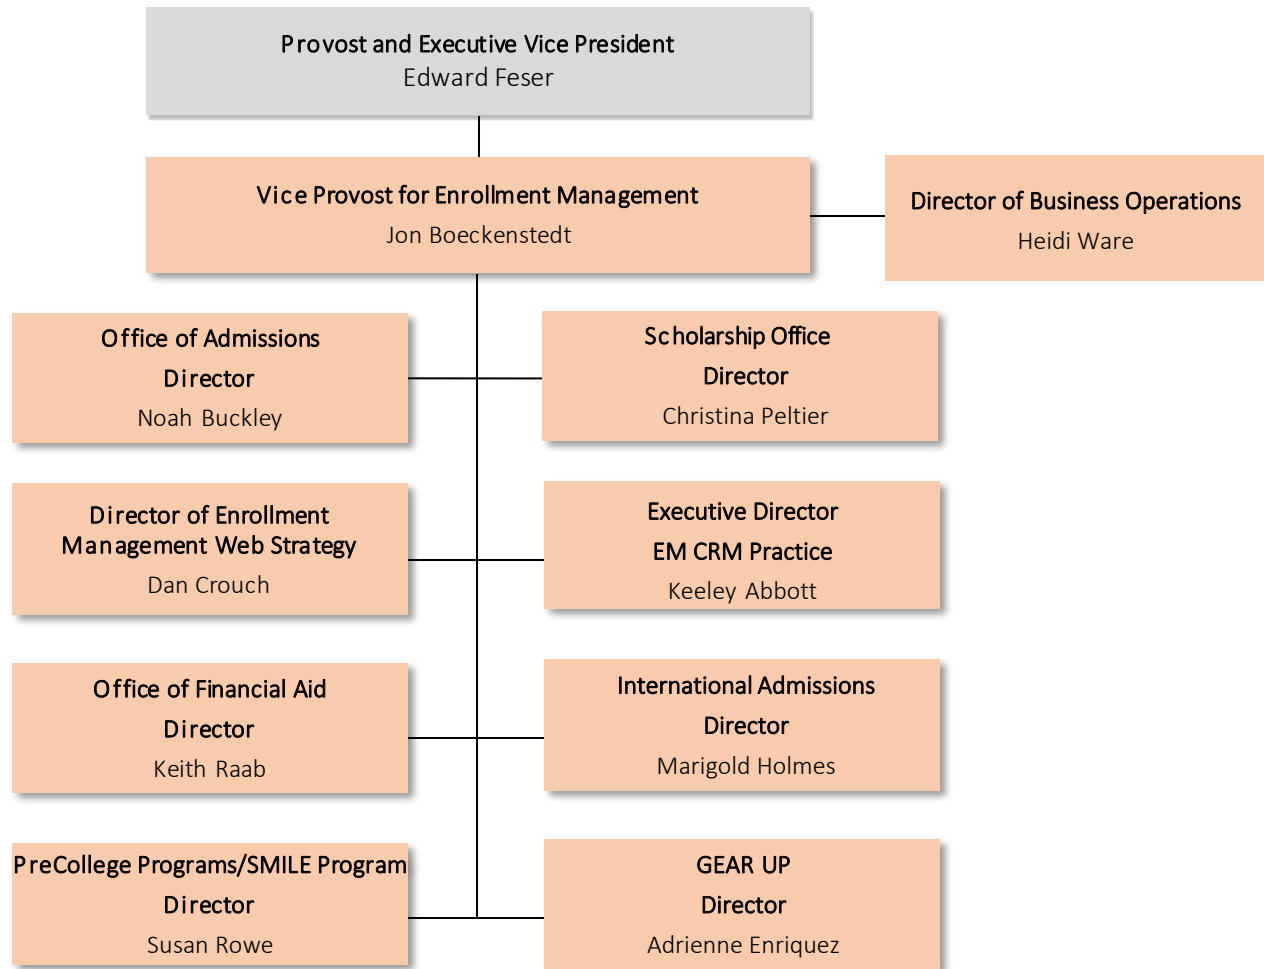 Provost and Executive Vice President
Edward Feser
Vice Provost for Enrollment Management
Jon Boeckenstedt
Director of Business Operations
Heidi Ware
Office of Admissions
Director
Noah Buckley
Scholarship Office
Director
Christina Peltier
Director of Enrollment
Management Web Strategy
Dan Crouch
Executive Director
EM CRM Practice
Keeley Abbott
Office of Financial Aid
Director
Keith Raab
International Admissions
Director
Marigold Holmes
PreCollege Programs/SMILE Program
Director
Susan Rowe
GEAR UP
Director
Adrienne Enriquez